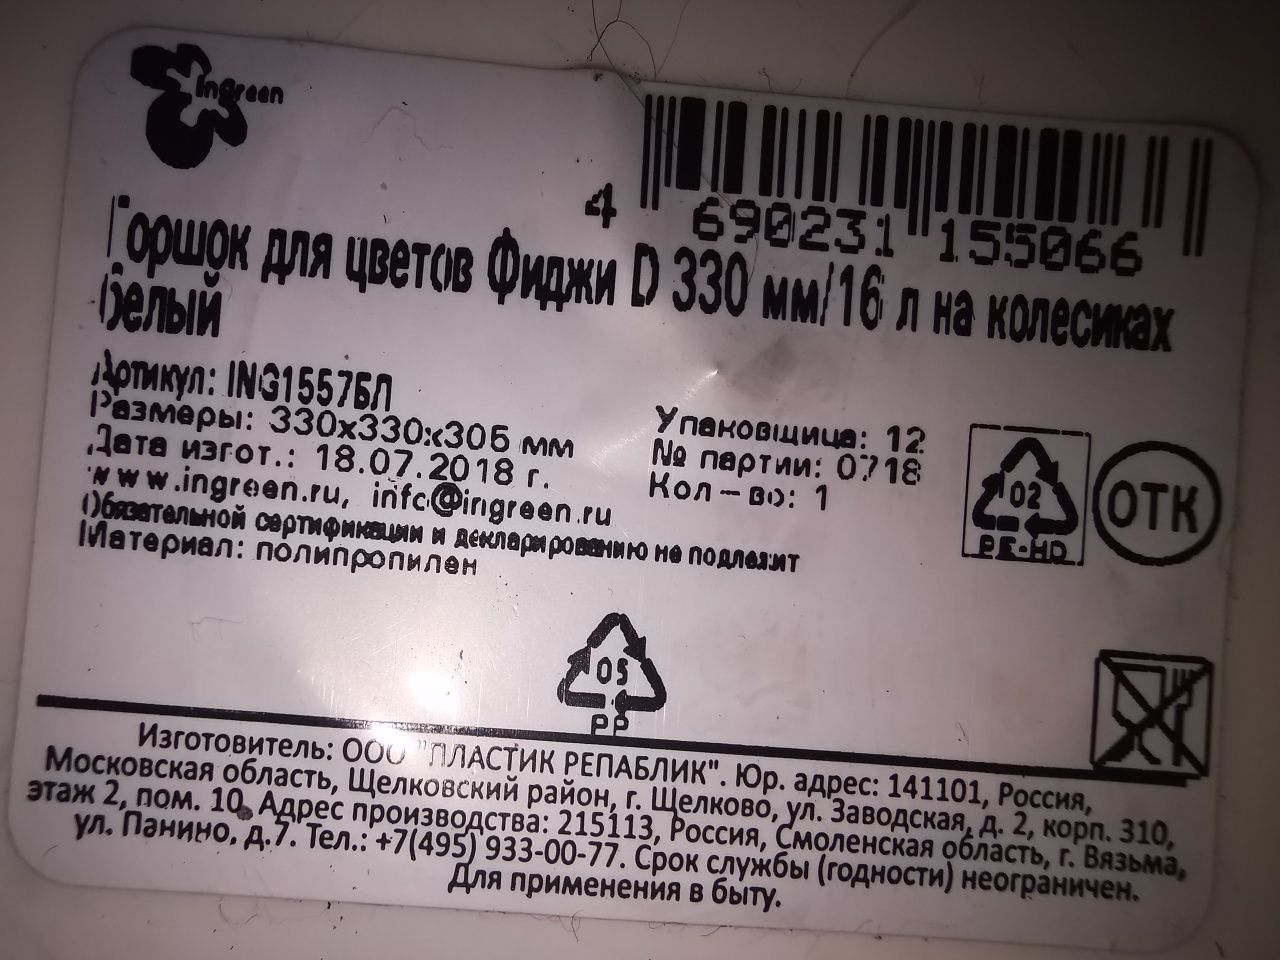 InGreen
4 690231 155066
Горшок для цветов Фиджи D 330 мм/16 л на колесиках
белый
Артикул: ING1557БЛ
Размеры: 330х330х305 мм
Дата изгот.: 18.07.2018 г.
www.ingreen.ru, info@ingreen.ru
Обязательной сертификации и декларированию не подлежит
Материал: полипропилен
Упаковщица: 12
№ партии: 0718
Кол-во: 1
02
PE-HD
ОТК
05
PP
Изготовитель: ООО "ПЛАСТИК РЕПАБЛИК". Юр. адрес: 141101, Россия,
Московская область, Щелковский район, г. Щелково, ул. Заводская, д. 2, корп. 310,
этаж 2, пом. 10. Адрес производства: 215113, Россия, Смоленская область, г. Вязьма,
ул. Панино, д.7. Тел.: +7(495) 933-00-77. Срок службы (годности) неограничен.
Для применения в быту.